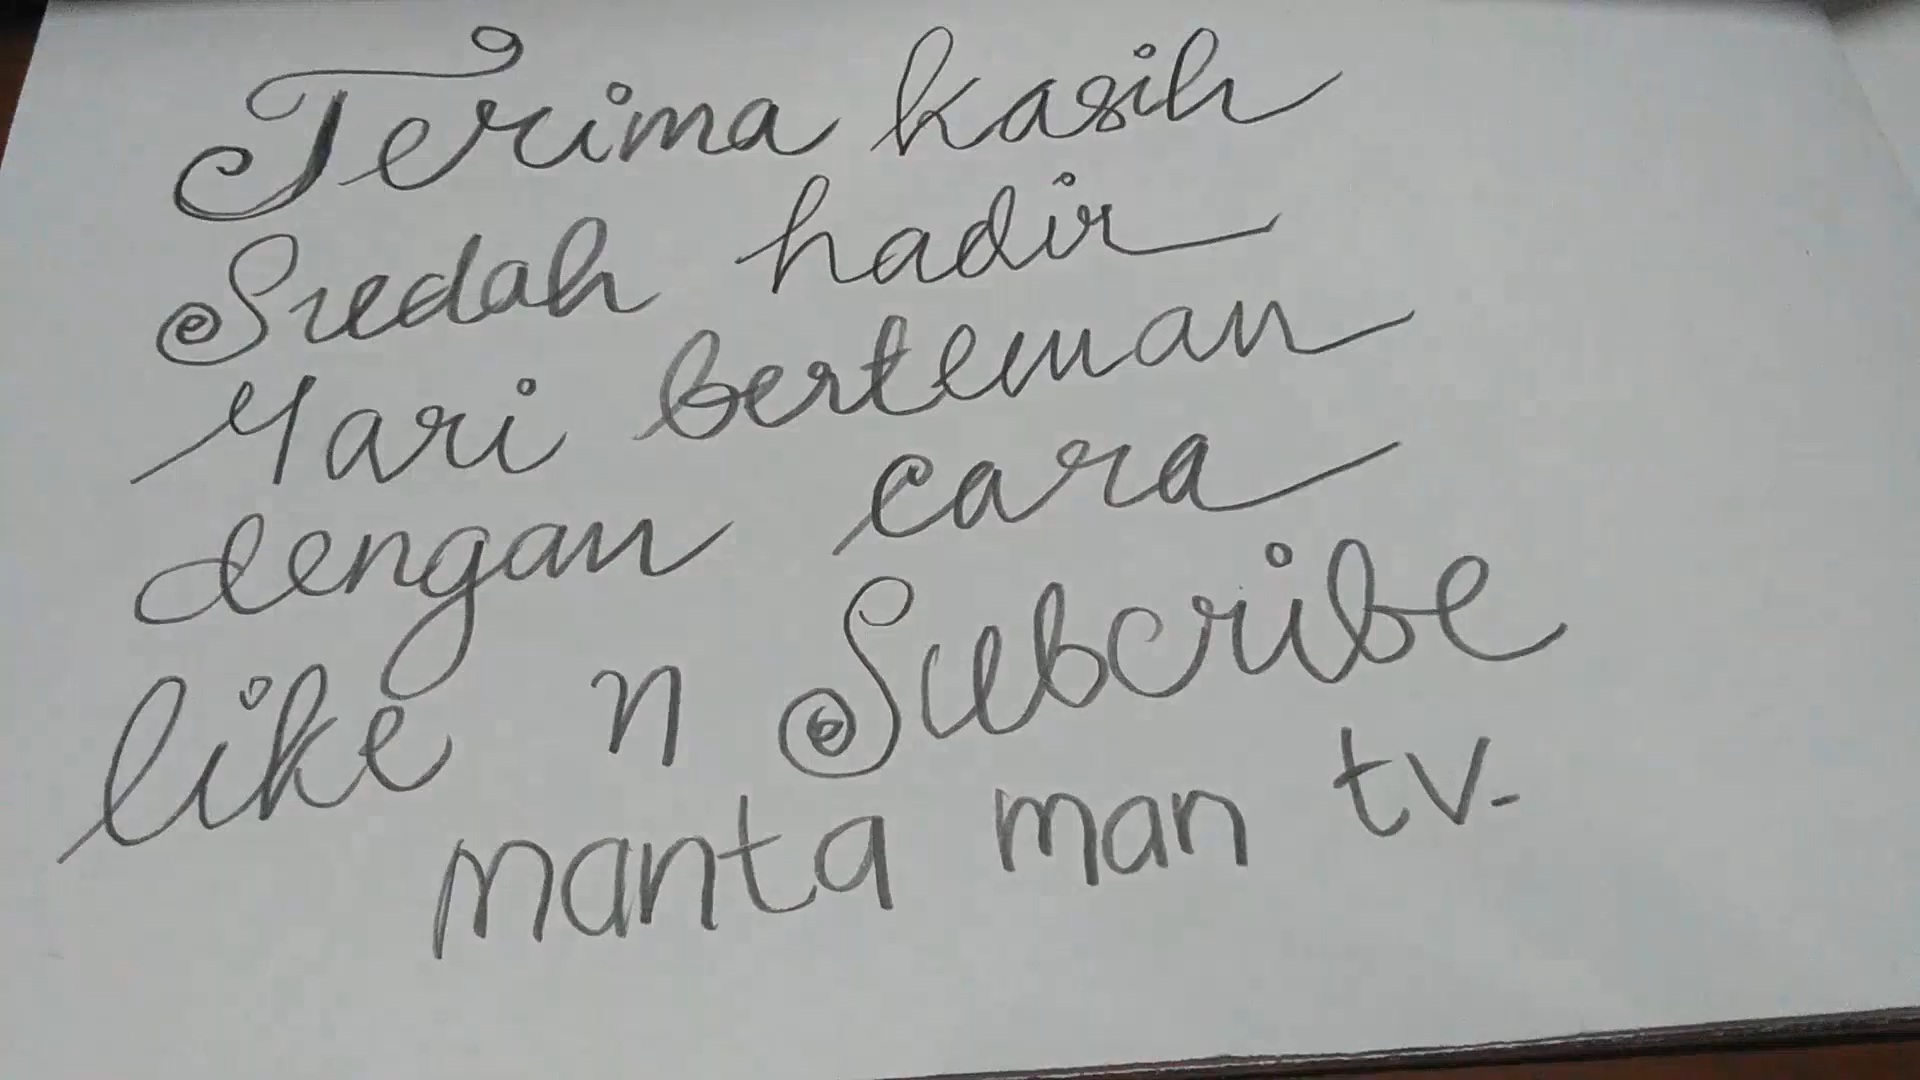 Terima kasih
Sudah hadir
Mari berteman
dengan cara
like n Subcribe
manta man tv-